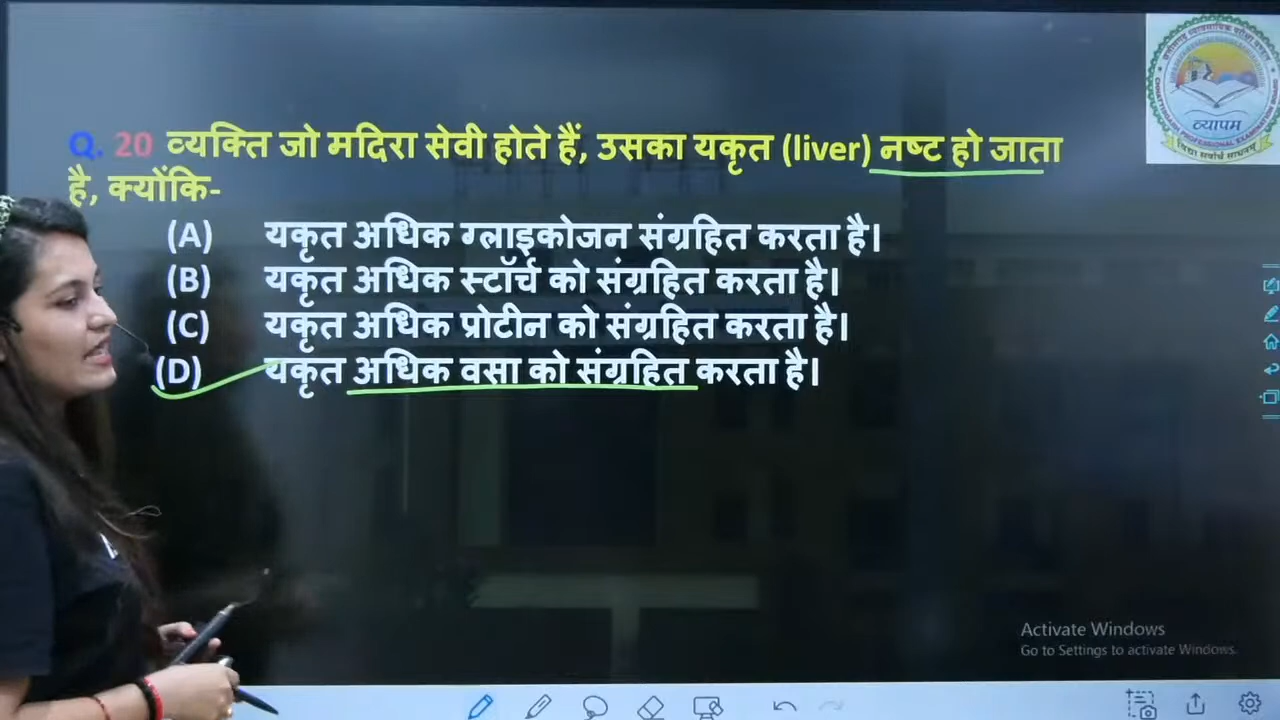 व्यापम
Q. 20 व्यक्ति जो मदिरा सेवी होते हैं, उसका यकृत (liver) नष्ट हो जाता
है, क्योंकि-
(A) यकृत अधिक ग्लाइकोजन संग्रहित करता है।
(B) यकृत अधिक स्टॉर्च को संग्रहित करता है।
(C) यकृत अधिक प्रोटीन को संग्रहित करता है।
(D) यकृत अधिक वसा को संग्रहित करता है।
Activate Windows
Go to Settings to activate Windows.